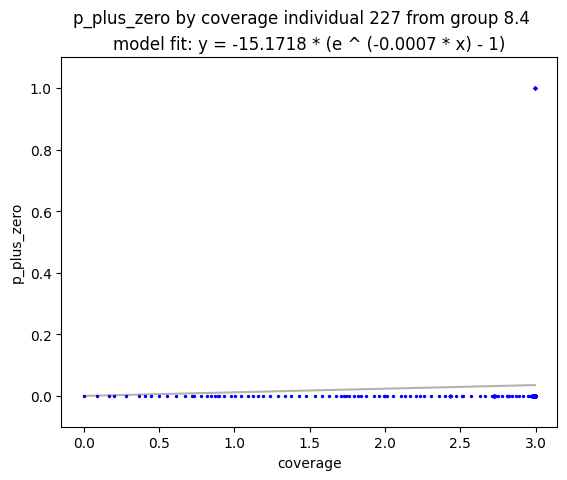 p_plus_zero by coverage individual 227 from group 8.4
model fit: y = -15.1718 * (e ^ (-0.0007 * x) - 1)
1.0
0.8
0.6
0.4
0.2
0.0
p_plus_zero
0.0 0.5 1.0 1.5 2.0 2.5 3.0
coverage